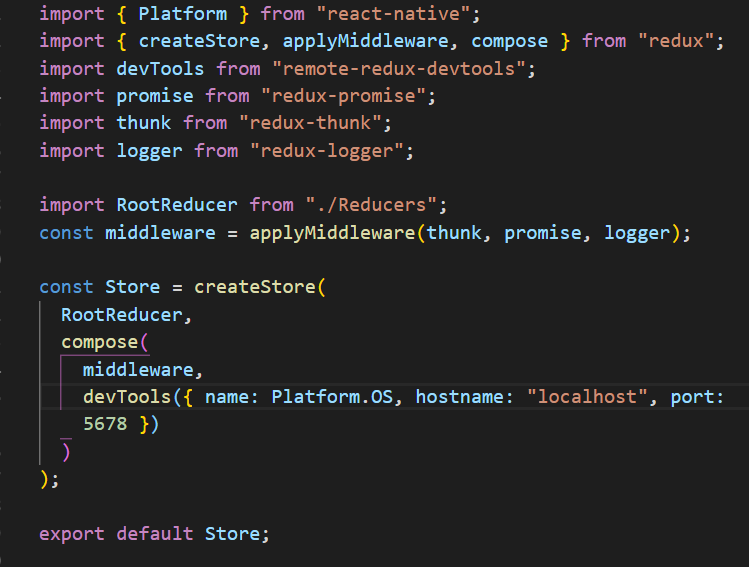 import { Platform } from "react-native";
import { createStore, applyMiddleware, compose } from "redux";
import devTools from "remote-redux-devtools";
import promise from "redux-promise";
import thunk from "redux-thunk";
import logger from "redux-logger";
import RootReducer from "./Reducers";
const middleware = applyMiddleware(thunk, promise, logger);
const Store = createStore(
RootReducer,
compose(
middleware,
devTools({ name: Platform.OS, hostname: "localhost", port:
5678 })
)
);
export default Store;